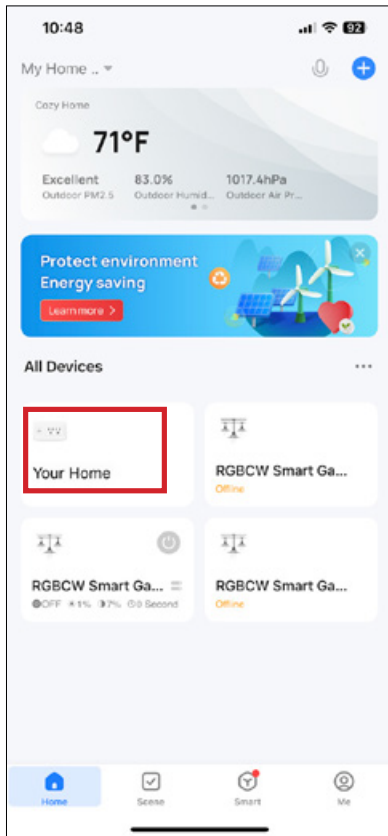 10:48
92
My Home .. 
Cozy Home
71°F
Excellent 83.0% 1017.4hPa
Outdoor PM2.5 Outdoor Humid... Outdoor Air Pr...
Protect environment
Energy saving
Learn more >
All Devices
...
Your Home
RGBCW Smart Ga...
Offline
RGBCW Smart Ga...
OFF 1% 7% 0 Second
RGBCW Smart Ga...
Offline
Home Scene Smart Me